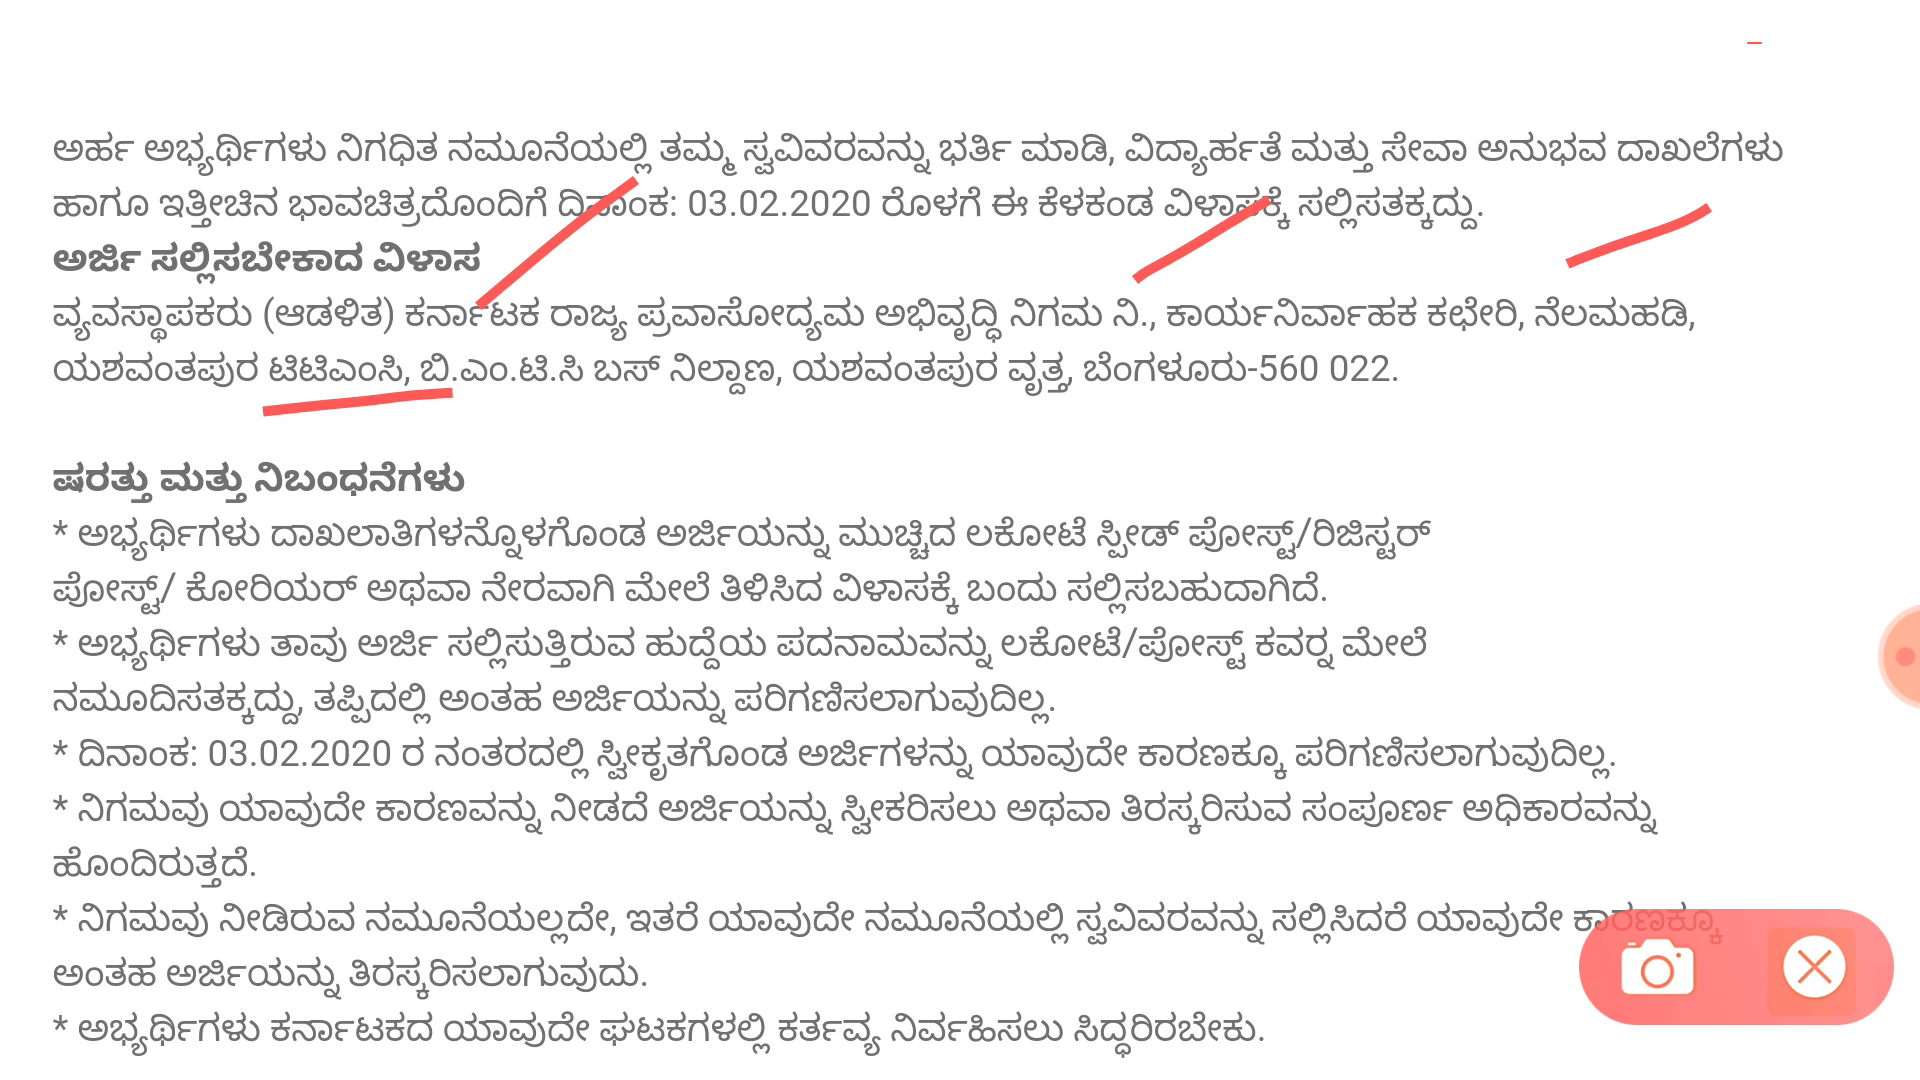 ಅರ್ಹ ಅಭ್ಯರ್ಥಿಗಳು ನಿಗಧಿತ ನಮೂನೆಯಲ್ಲಿ ತಮ್ಮ ಸ್ವವಿವರವನ್ನು ಭರ್ತಿ ಮಾಡಿ, ವಿದ್ಯಾರ್ಹತೆ ಮತ್ತು ಸೇವಾ ಅನುಭವ ದಾಖಲೆಗಳು
ಹಾಗೂ ಇತ್ತೀಚಿನ ಭಾವಚಿತ್ರದೊಂದಿಗೆ ದಿನಾಂಕ: 03.02.2020 ರೊಳಗೆ ಈ ಕೆಳಕಂಡ ವಿಳಾಸಕ್ಕೆ ಸಲ್ಲಿಸತಕ್ಕದ್ದು.
ಅರ್ಜಿ ಸಲ್ಲಿಸಬೇಕಾದ ವಿಳಾಸ
ವ್ಯವಸ್ಥಾಪಕರು (ಆಡಳಿತ) ಕರ್ನಾಟಕ ರಾಜ್ಯ ಪ್ರವಾಸೋದ್ಯಮ ಅಭಿವೃದ್ಧಿ ನಿಗಮ ನಿ., ಕಾರ್ಯನಿರ್ವಾಹಕ ಕಛೇರಿ, ನೆಲಮಹಡಿ,
ಯಶವಂತಪುರ ಟಿಟಿಎಂಸಿ, ಬಿ.ಎಂ.ಟಿ.ಸಿ ಬಸ್ ನಿಲ್ದಾಣ, ಯಶವಂತಪುರ ವೃತ್ತ, ಬೆಂಗಳೂರು-560 022.
ಷರತ್ತು ಮತ್ತು ನಿಬಂಧನೆಗಳು
* ಅಭ್ಯರ್ಥಿಗಳು ದಾಖಲಾತಿಗಳನ್ನೊಳಗೊಂಡ ಅರ್ಜಿಯನ್ನು ಮುಚ್ಚಿದ ಲಕೋಟೆ ಸ್ಪೀಡ್ ಪೋಸ್ಟ್/ರಿಜಿಸ್ಟರ್
ಪೋಸ್ಟ್/ ಕೋರಿಯರ್ ಅಥವಾ ನೇರವಾಗಿ ಮೇಲೆ ತಿಳಿಸಿದ ವಿಳಾಸಕ್ಕೆ ಬಂದು ಸಲ್ಲಿಸಬಹುದಾಗಿದೆ.
* ಅಭ್ಯರ್ಥಿಗಳು ತಾವು ಅರ್ಜಿ ಸಲ್ಲಿಸುತ್ತಿರುವ ಹುದ್ದೆಯ ಪದನಾಮವನ್ನು ಲಕೋಟೆ/ಪೋಸ್ಟ್ ಕವರ್‍ನ ಮೇಲೆ
ನಮೂದಿಸತಕ್ಕದ್ದು, ತಪ್ಪಿದಲ್ಲಿ ಅಂತಹ ಅರ್ಜಿಯನ್ನು ಪರಿಗಣಿಸಲಾಗುವುದಿಲ್ಲ.
* ದಿನಾಂಕ: 03.02.2020 ರ ನಂತರದಲ್ಲಿ ಸ್ವೀಕೃತಗೊಂಡ ಅರ್ಜಿಗಳನ್ನು ಯಾವುದೇ ಕಾರಣಕ್ಕೂ ಪರಿಗಣಿಸಲಾಗುವುದಿಲ್ಲ.
* ನಿಗಮವು ಯಾವುದೇ ಕಾರಣವನ್ನು ನೀಡದೆ ಅರ್ಜಿಯನ್ನು ಸ್ವೀಕರಿಸಲು ಅಥವಾ ತಿರಸ್ಕರಿಸುವ ಸಂಪೂರ್ಣ ಅಧಿಕಾರವನ್ನು
ಹೊಂದಿರುತ್ತದೆ.
* ನಿಗಮವು ನೀಡಿರುವ ನಮೂನೆಯಲ್ಲದೇ, ಇತರೆ ಯಾವುದೇ ನಮೂನೆಯಲ್ಲಿ ಸ್ವವಿವರವನ್ನು ಸಲ್ಲಿಸಿದರೆ ಯಾವುದೇ ಕಾರಣಕ್ಕೂ
ಅಂತಹ ಅರ್ಜಿಯನ್ನು ತಿರಸ್ಕರಿಸಲಾಗುವುದು.
* ಅಭ್ಯರ್ಥಿಗಳು ಕರ್ನಾಟಕದ ಯಾವುದೇ ಘಟಕಗಳಲ್ಲಿ ಕರ್ತವ್ಯ ನಿರ್ವಹಿಸಲು ಸಿದ್ಧರಿರಬೇಕು.